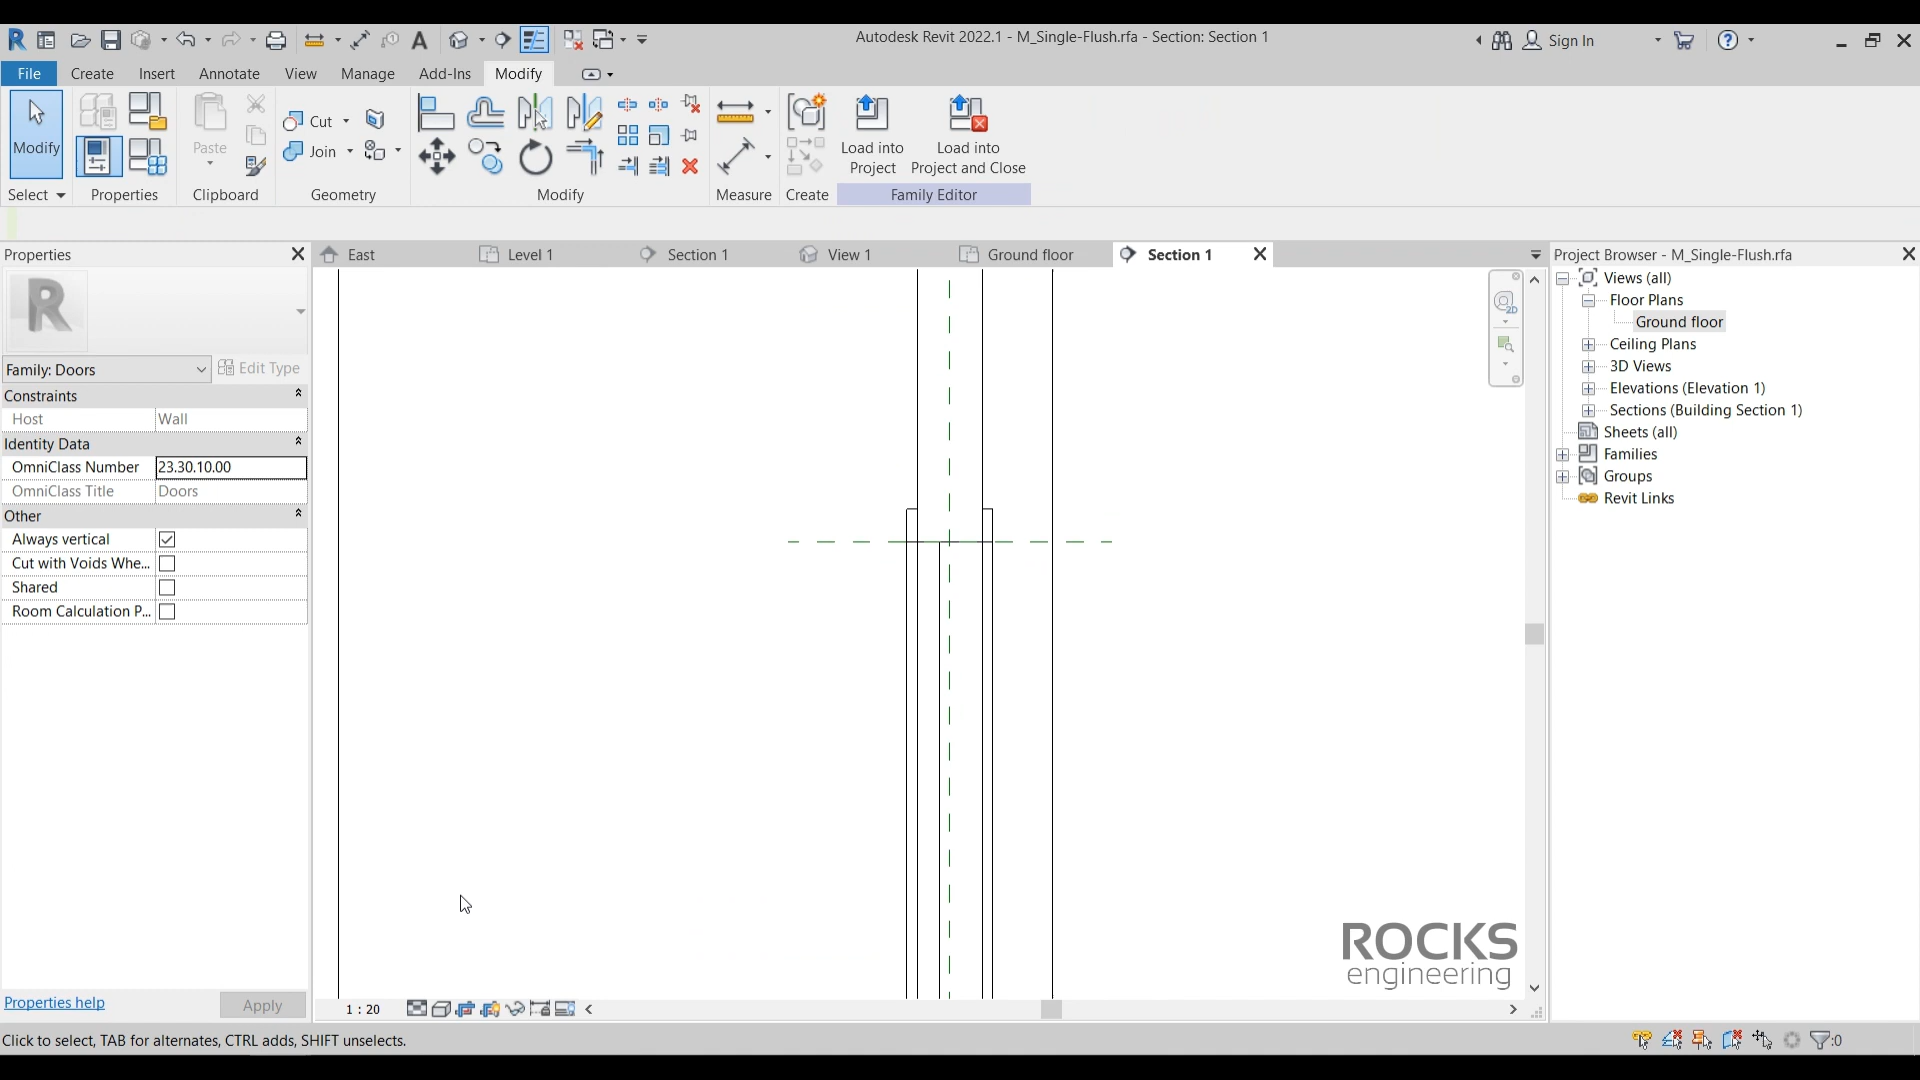 Autodesk Revit 2022.1 - M_Single-Flush.rfa - Section: Section 1
Sign In
File Create Insert Annotate View Manage Add-Ins Modify
Modify
Paste
Cut
Join
Load into
Project
Load into
Project and Close
Select Properties Clipboard Geometry Modify Measure Create Family Editor
Properties
East
Level 1
Section 1
View 1
Ground floor
Section 1
Project Browser - M_Single-Flush.rfa
Family: Doors
Edit Type
Constraints
Host Wall
Identity Data
OmniClass Number 23.30.10.00
OmniClass Title Doors
Other
Always vertical
Cut with Voids Whe...
Shared
Room Calculation P...
Properties help
Apply
2D
Views (all)
Floor Plans
Ground floor
Ceiling Plans
3D Views
Elevations (Elevation 1)
Sections (Building Section 1)
Sheets (all)
Families
Groups
Revit Links
ROCKS
engineering
1 : 20
Click to select, TAB for alternates, CTRL adds, SHIFT unselects.
:0